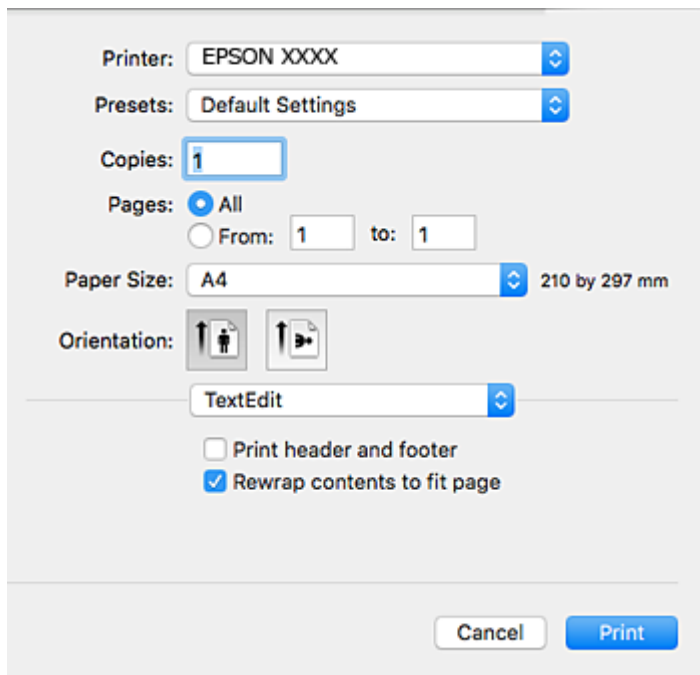 Printer: EPSON XXXX
Presets: Default Settings
Copies: 1
Pages: All
From: 1 to: 1
Paper Size: A4 210 by 297 mm
Orientation:
TextEdit
Print header and footer
Rewrap contents to fit page
Cancel Print